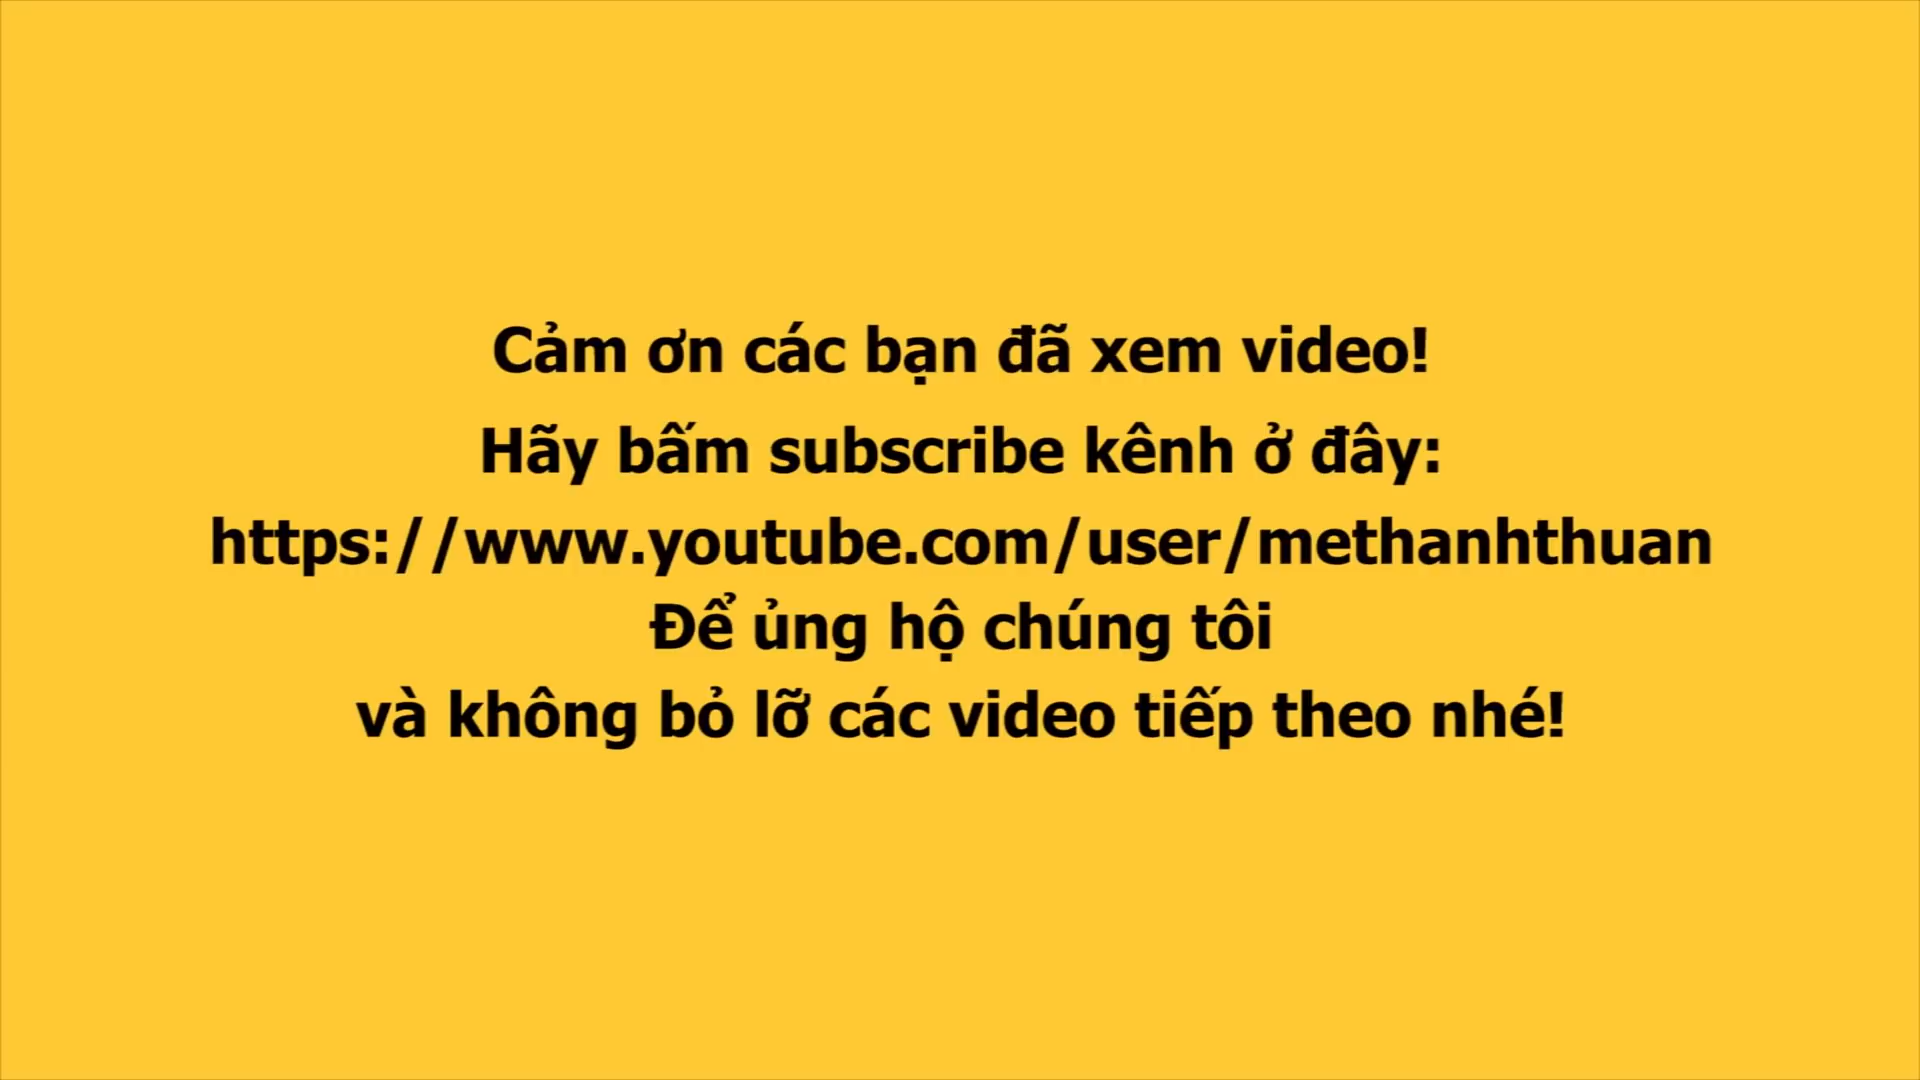 Cảm ơn các bạn đã xem video!
Hãy bấm subscribe kênh ở đây:
https://www.youtube.com/user/methanhthuan
Để ủng hộ chúng tôi
và không bỏ lỡ các video tiếp theo nhé!